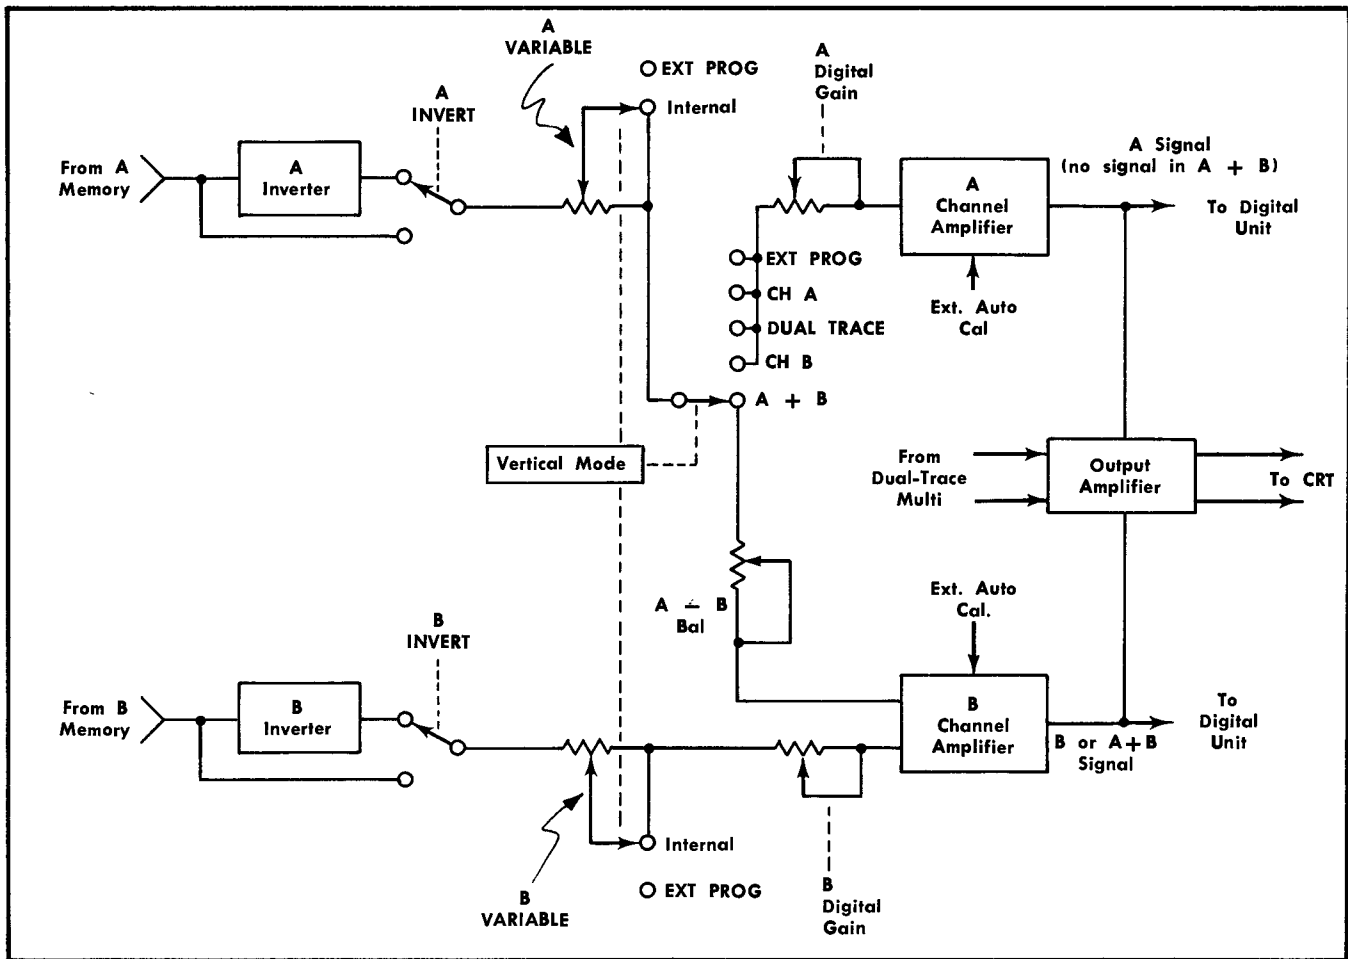 A
VARIABLE
EXT PROG
Internal
A
Digital
Gain
A
INVERT
From A
Memory
A
Inverter
A
Channel
Amplifier
A Signal
(no signal in A + B)
To Digital
Unit
EXT PROG
CH A
DUAL TRACE
CH B
A + B
Ext. Auto
Cal
Vertical Mode
From
Dual-Trace
Multi
Output
Amplifier
To CRT
A - B
Bal
Ext. Auto
Cal.
B
INVERT
From B
Memory
B
Inverter
B
Channel
Amplifier
To
Digital
Unit
B or A+B
Signal
Internal
EXT PROG
B
VARIABLE
B
Digital
Gain